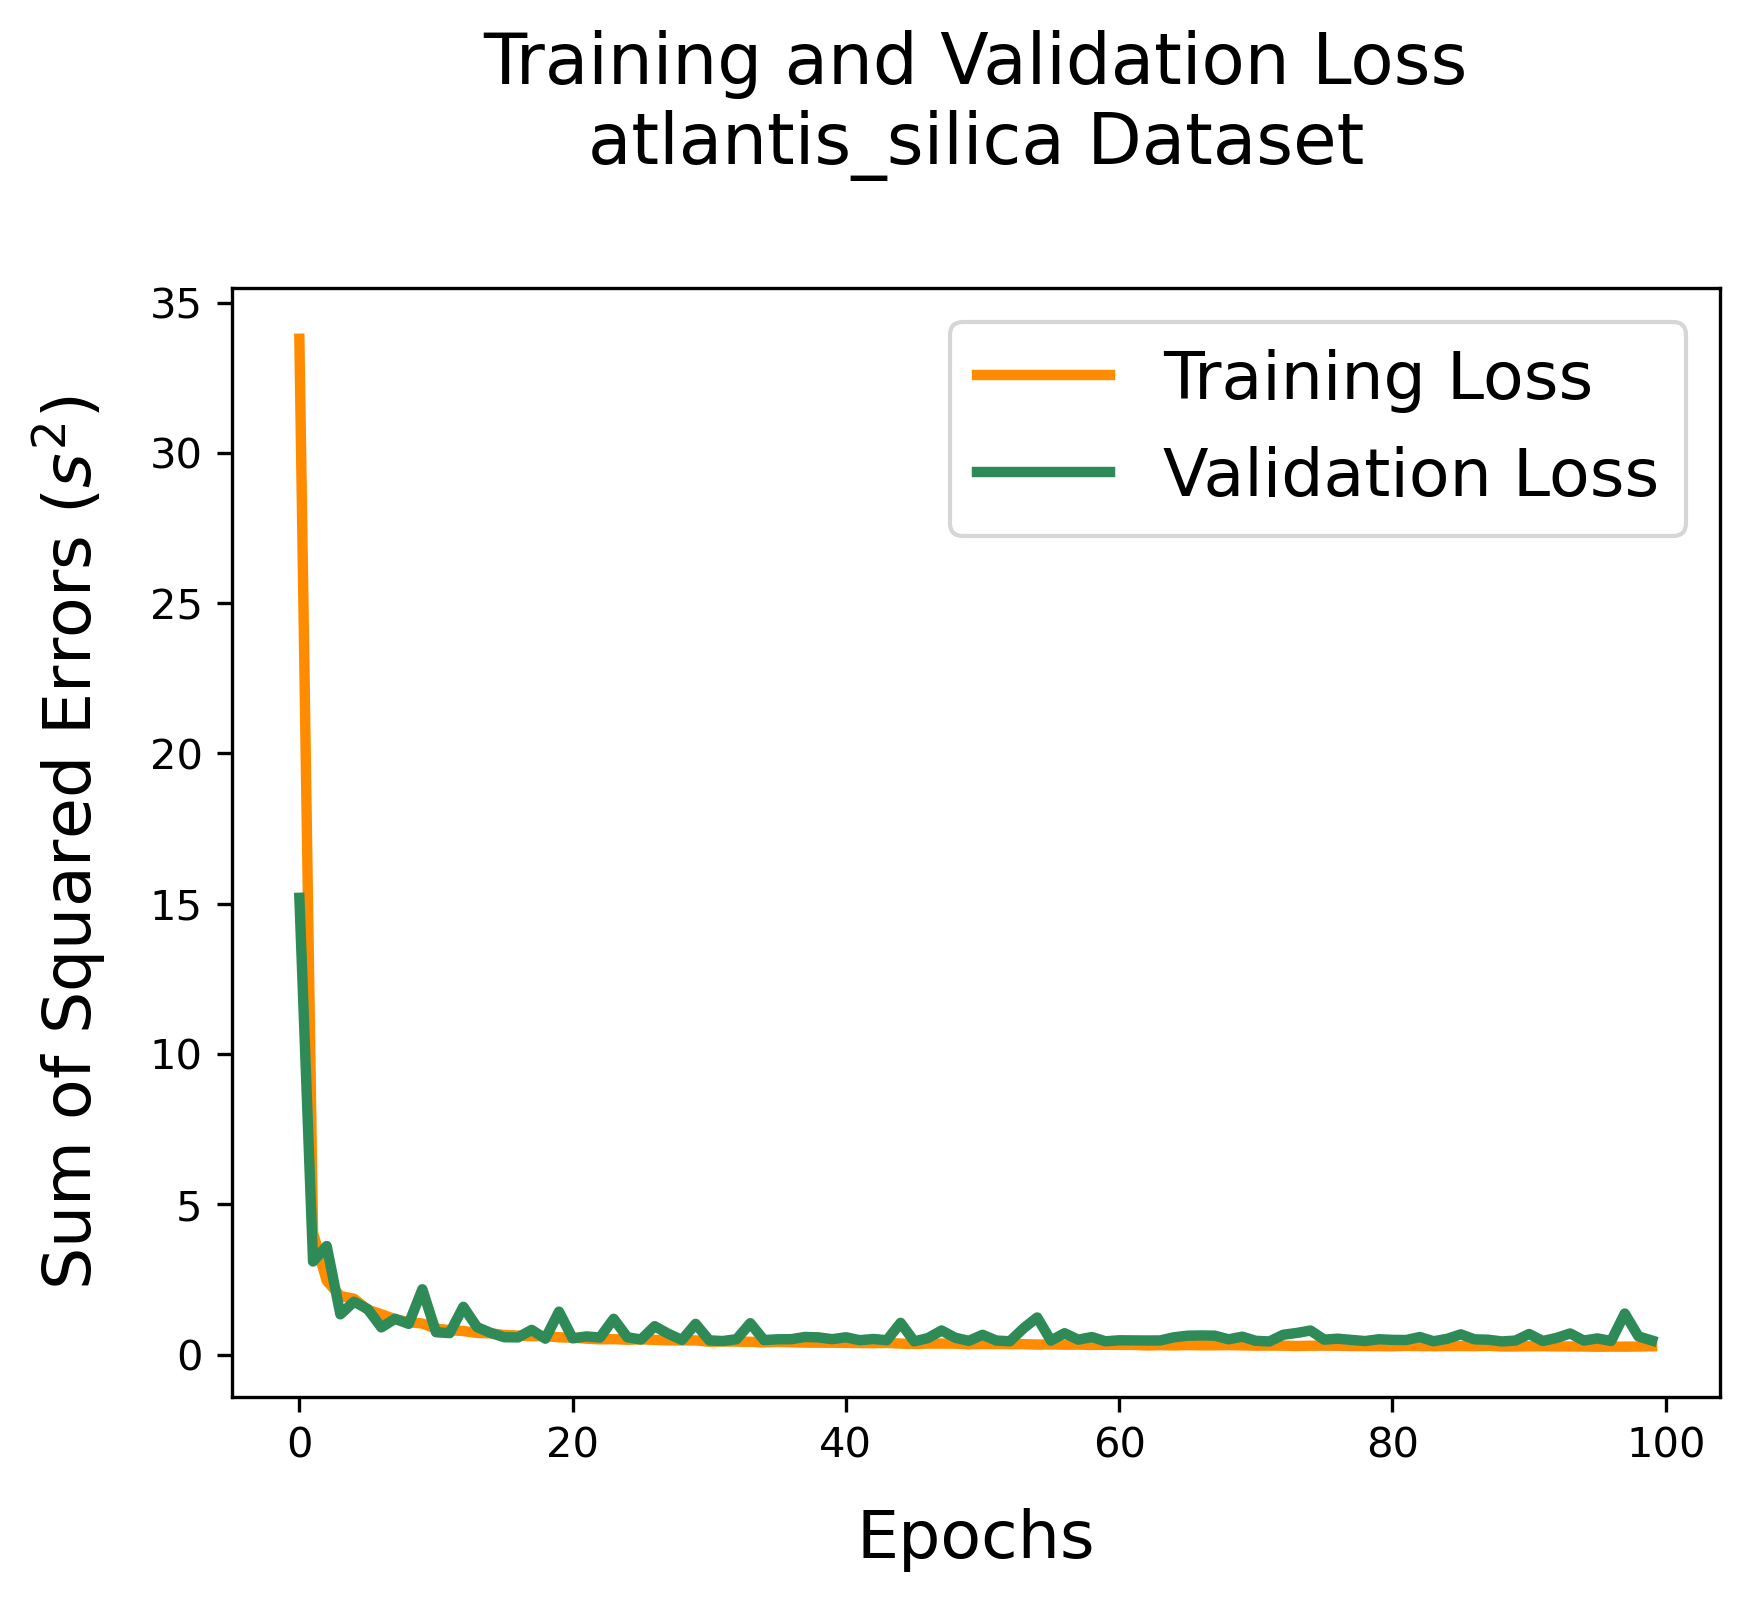 Training and Validation Loss
atlantis_silica Dataset
Sum of Squared Errors (s²)
35
30
25
20
15
10
5
0
Training Loss
Validation Loss
0 20 40 60 80 100
Epochs